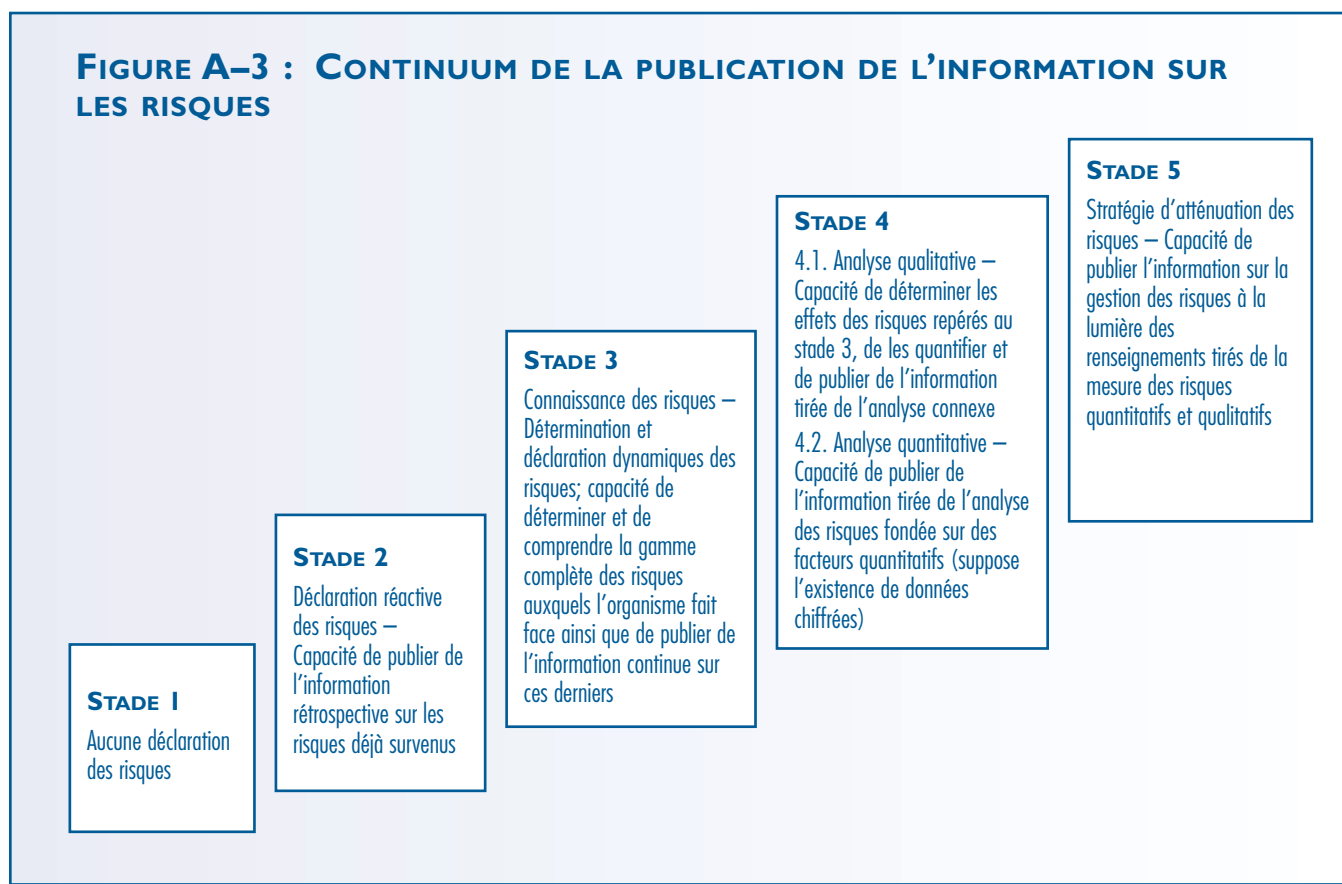 FIGURE A–3 : CONTINUUM DE LA PUBLICATION DE L'INFORMATION SUR
LES RISQUES
STADE 1
Aucune déclaration
des risques
STADE 2
Déclaration réactive
des risques –
Capacité de publier de
l'information
rétrospective sur les
risques déjà survenus
STADE 3
Connaissance des risques –
Détermination et
déclaration dynamiques des
risques; capacité de
déterminer et de
comprendre la gamme
complète des risques
auxquels l'organisme fait
face ainsi que de publier de
l'information continue sur
ces derniers
STADE 4
4.1. Analyse qualitative –
Capacité de déterminer les
effets des risques repérés au
stade 3, de les quantifier et
de publier de l'information
tirée de l'analyse connexe
4.2. Analyse quantitative –
Capacité de publier de
l'information tirée de l'analyse
des risques fondée sur des
facteurs quantitatifs (suppose
l'existence de données
chiffrées)
STADE 5
Stratégie d'atténuation des
risques – Capacité de
publier l'information sur la
gestion des risques à la
lumière des
renseignements tirés de la
mesure des risques
quantitatifs et qualitatifs